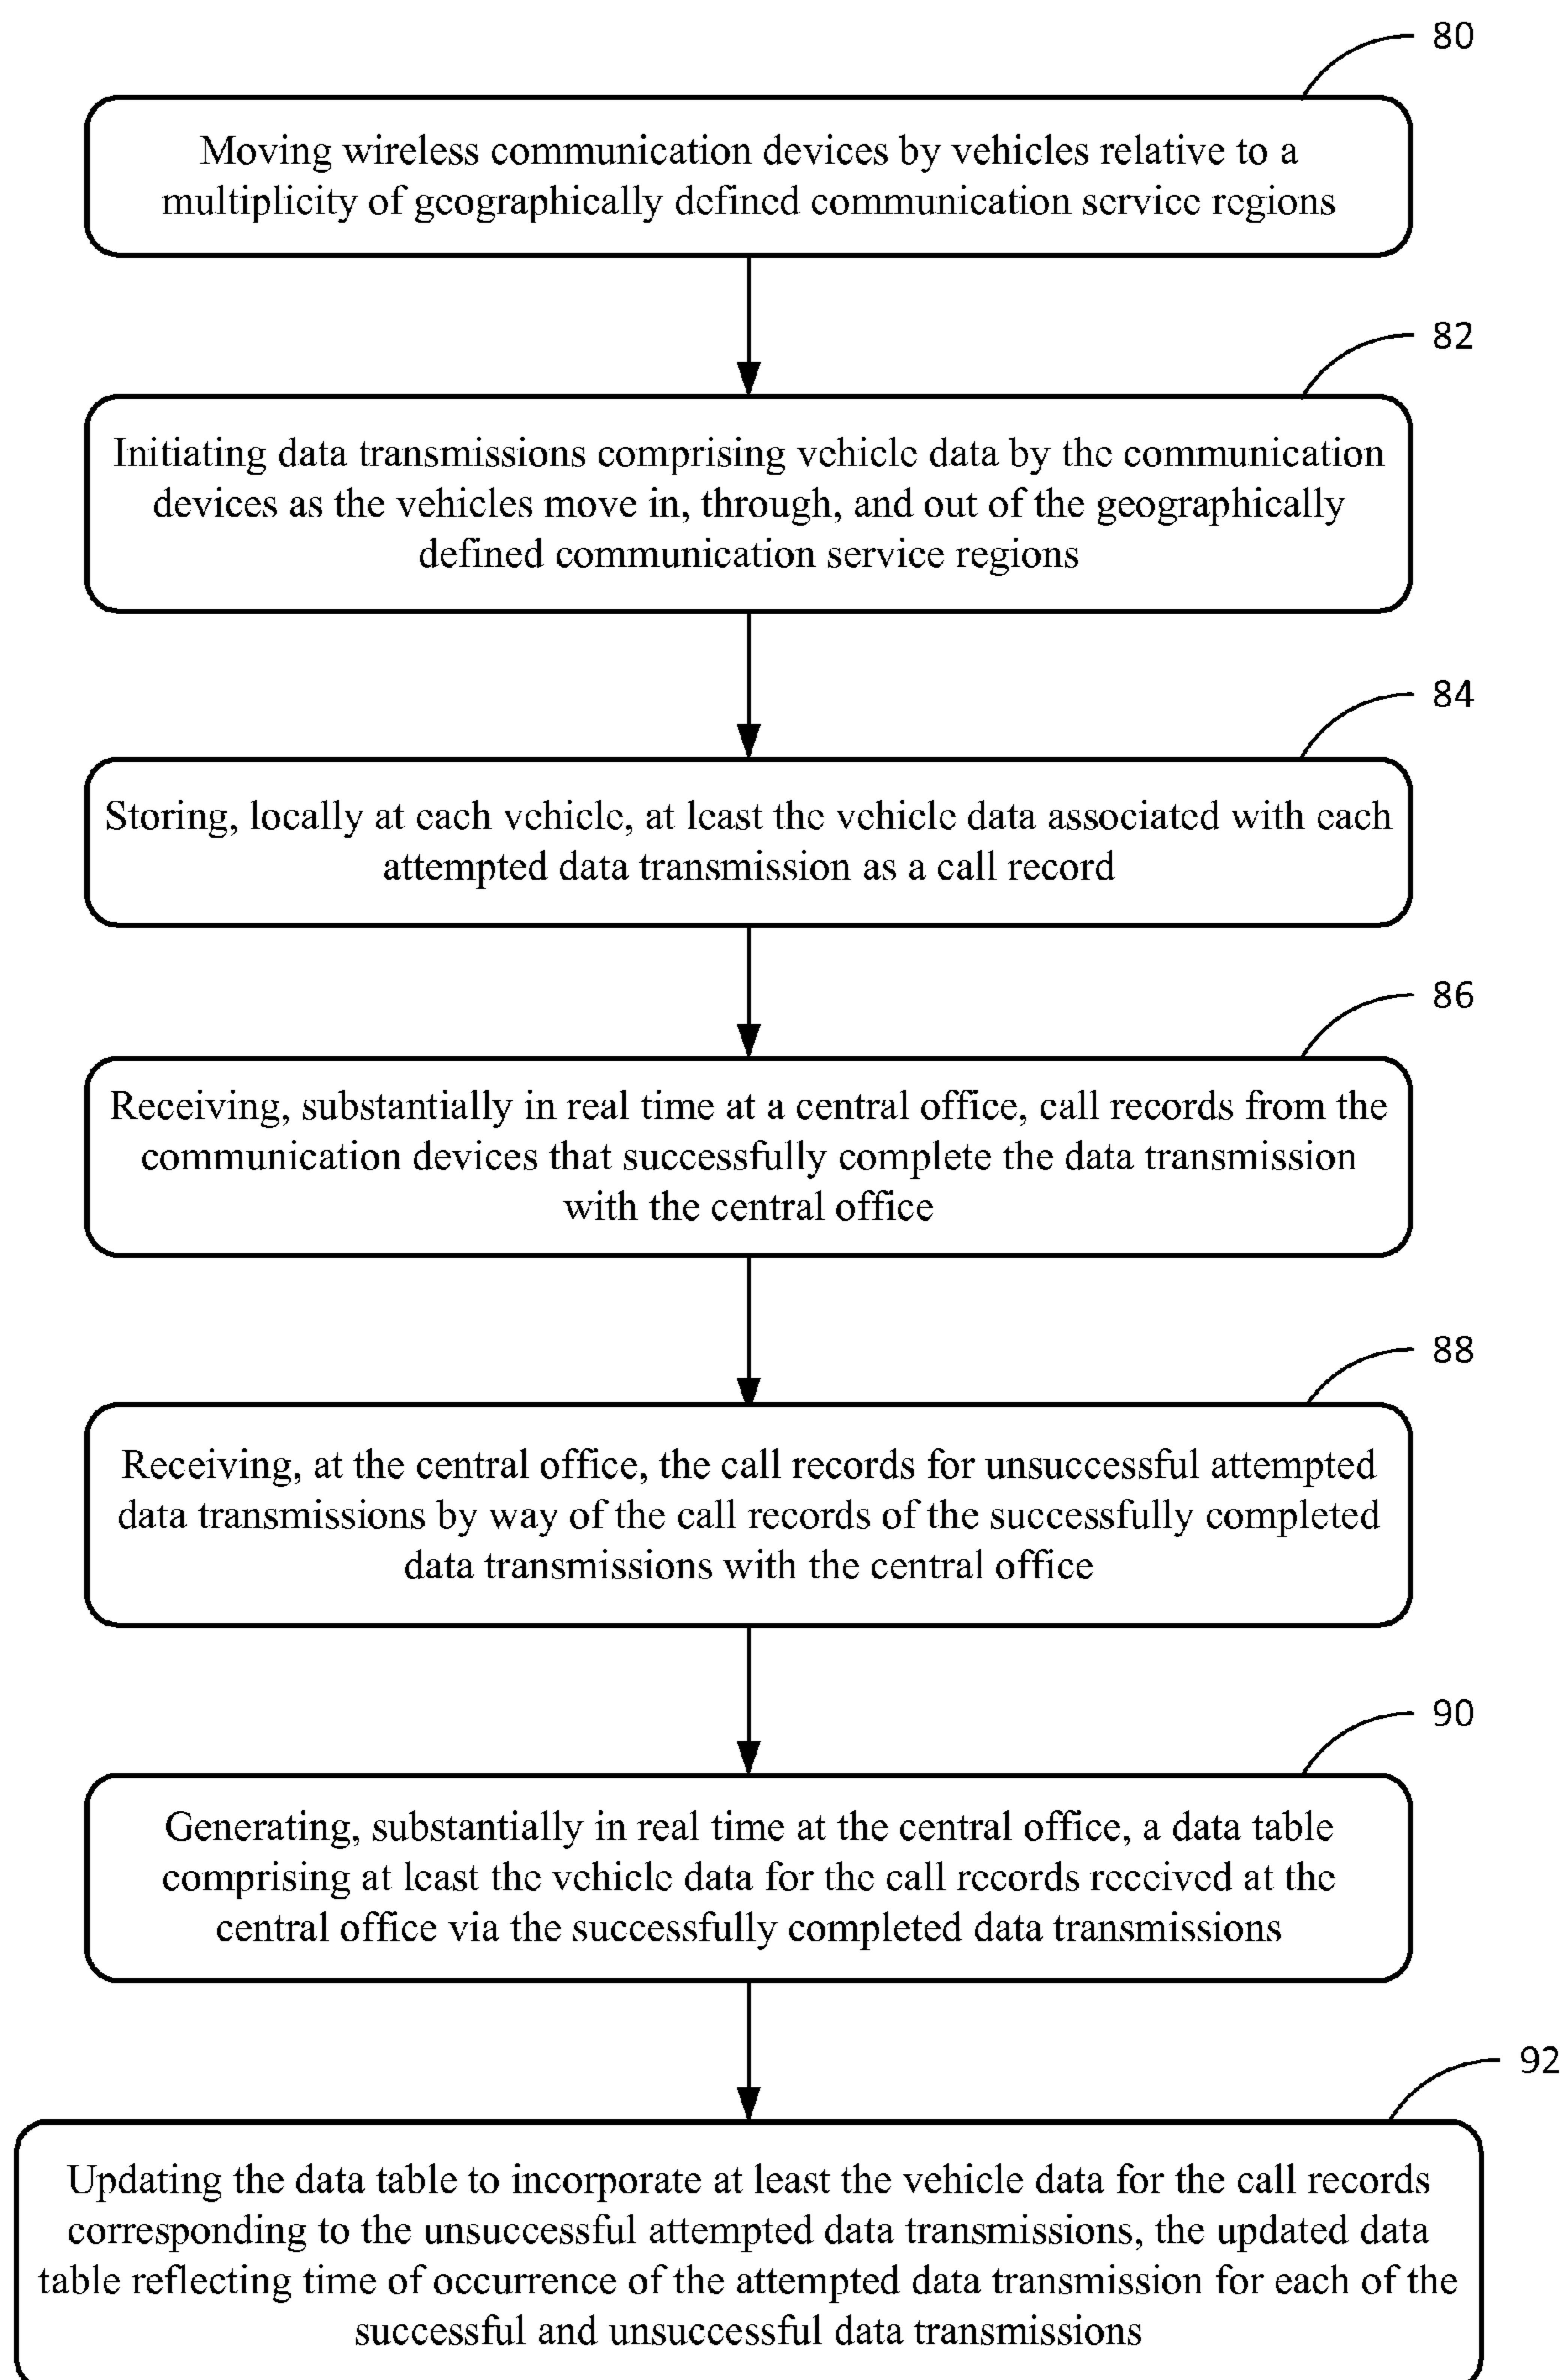 80
Moving wireless communication devices by vehicles relative to a
multiplicity of geographically defined communication service regions
82
Initiating data transmissions comprising vehicle data by the communication
devices as the vehicles move in, through, and out of the geographically
defined communication service regions
84
Storing, locally at each vehicle, at least the vehicle data associated with each
attempted data transmission as a call record
86
Receiving, substantially in real time at a central office, call records from the
communication devices that successfully complete the data transmission
with the central office
88
Receiving, at the central office, the call records for unsuccessful attempted
data transmissions by way of the call records of the successfully completed
data transmissions with the central office
90
Generating, substantially in real time at the central office, a data table
comprising at least the vehicle data for the call records received at the
central office via the successfully completed data transmissions
92
Updating the data table to incorporate at least the vehicle data for the call records
corresponding to the unsuccessful attempted data transmissions, the updated data
table reflecting time of occurrence of the attempted data transmission for each of the
successful and unsuccessful data transmissions